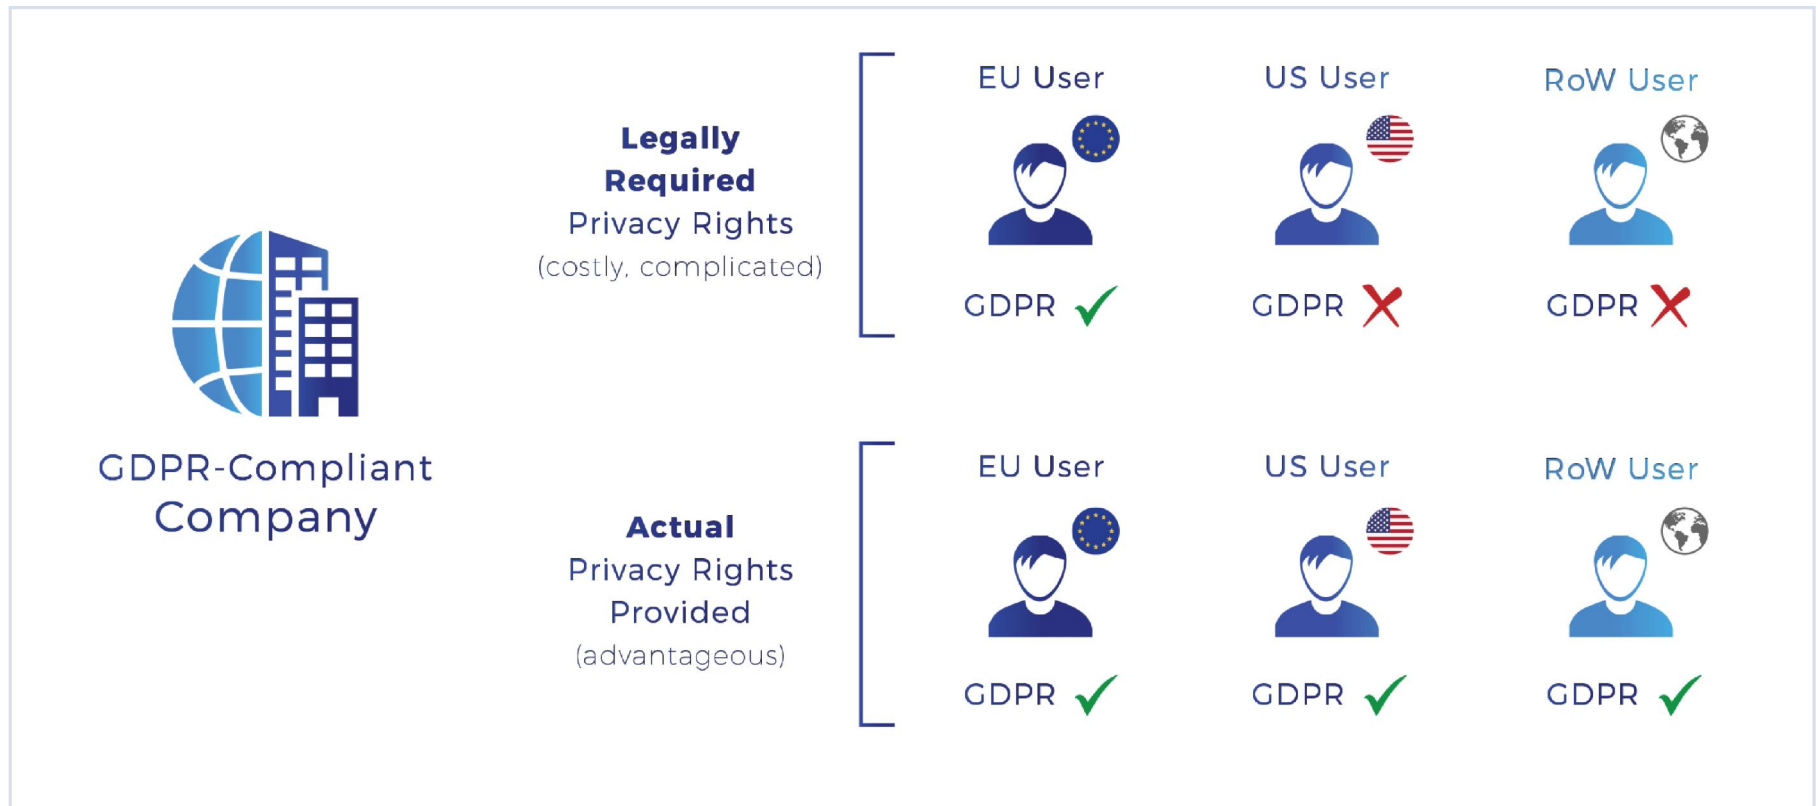 GDPR-Compliant
Company
Legally
Required
Privacy Rights
(costly, complicated)
EU User
US User
RoW User
GDPR
GDPR
GDPR
Actual
Privacy Rights
Provided
(advantageous)
EU User
US User
RoW User
GDPR
GDPR
GDPR